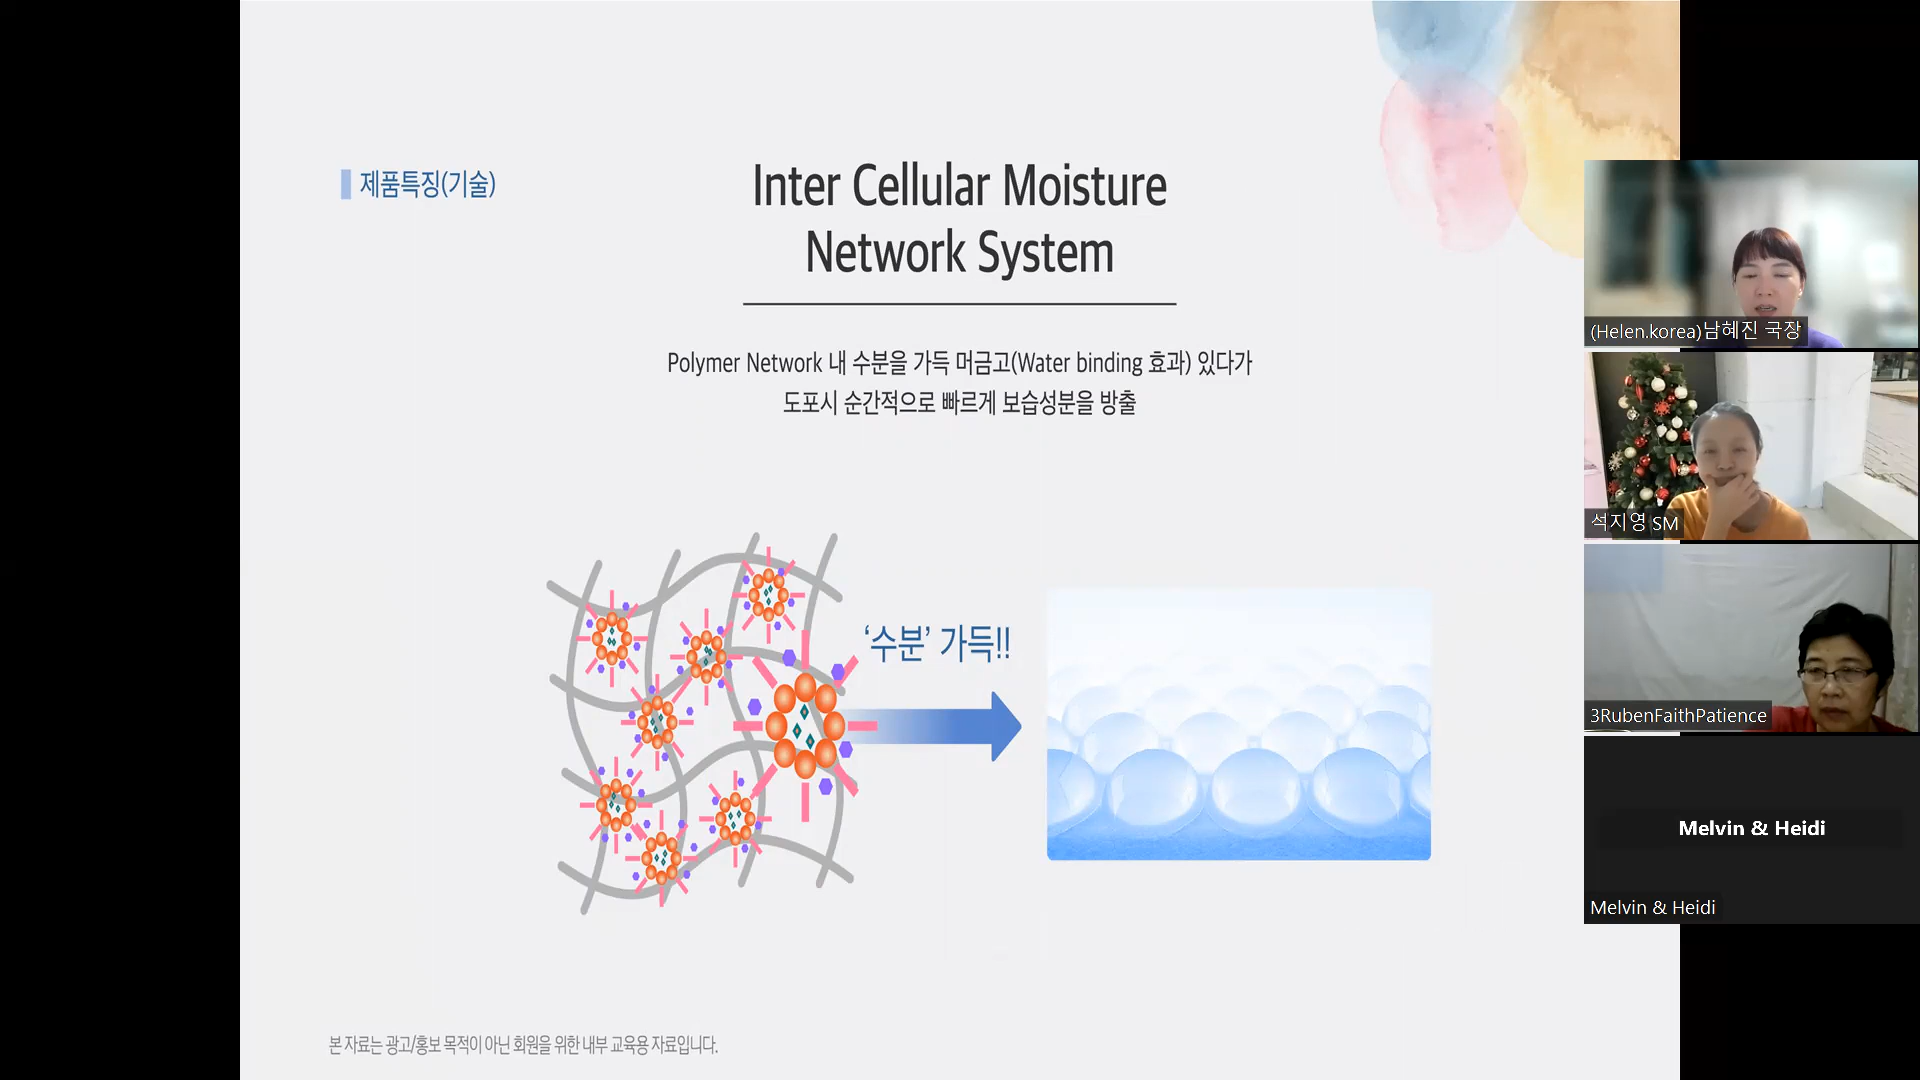 제품특징(기술)
Inter Cellular Moisture
Network System
Polymer Network 내 수분을 가득 머금고(Water binding 효과) 있다가
도포시 순간적으로 빠르게 보습성분을 방출
‘수분’ 가득!!
본 자료는 광고/홍보 목적이 아닌 회원을 위한 내부 교육용 자료입니다.
(Helen.korea)남혜진 국장
석지영 SM
3RubenFaithPatience
Melvin & Heidi
Melvin & Heidi